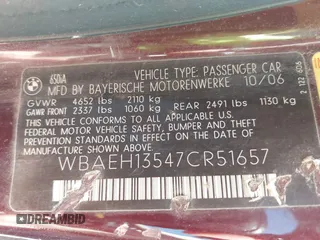 650iA
VEHICLE TYPE: PASSENGER CAR
MFG BY BAYERISCHE MOTORENWERKE 10/06
GVWR 4652 lbs 2110 kg
GAWR FRONT 2337 lbs 1060 kg REAR 2491 lbs 1130 kg
THIS VEHICLE CONFORMS TO ALL APPLICABLE
FEDERAL MOTOR VEHICLE SAFETY, BUMPER, AND
THEFT PREVENTION STANDARDS IN EFFECT ON THE
DATE OF MANUFACTURE SHOWN ABOVE.
WBAEH13547CR51657
DREAMBID